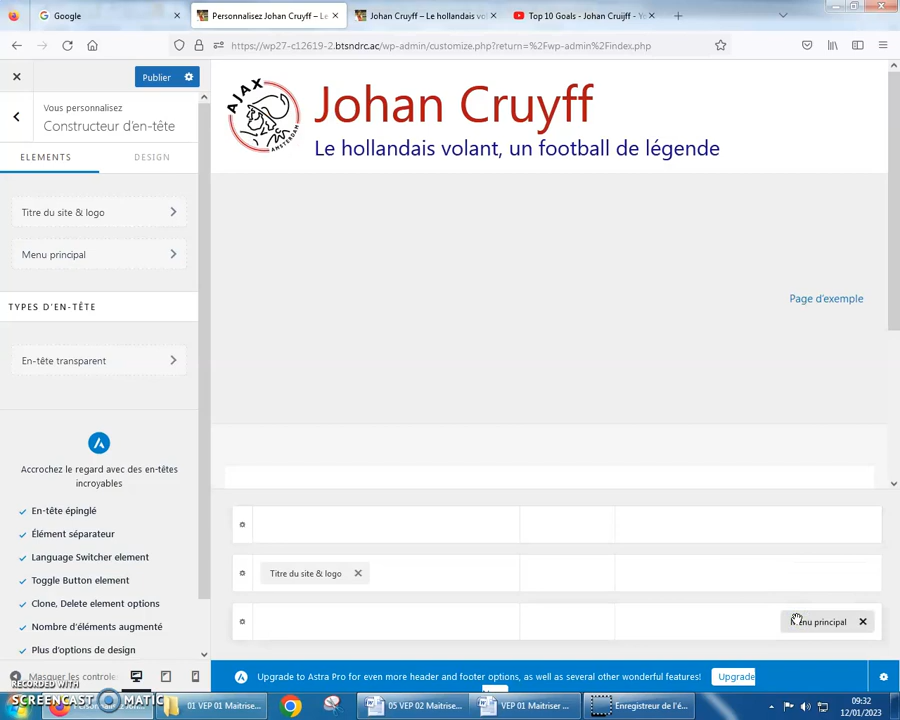 Google
Personnalisez Johan Cruyff – Le
Johan Cruyff – Le hollandais vol
Top 10 Goals - Johan Cruijff - Yo
https://wp27-c12619-2.btsndrc.ac/wp-admin/customize.php?return=%2Fwp-admin%2Findex.php
Publier
Vous personnalisez
Constructeur d'en-tête
ELEMENTS
DESIGN
Titre du site & logo
Menu principal
TYPES D'EN-TÊTE
En-tête transparent
Accrochez le regard avec des en-têtes
incroyables
En-tête épinglé
Élément séparateur
Language Switcher element
Toggle Button element
Clone, Delete element options
Nombre d'éléments augmenté
Plus d'options de design
Masquer les contrôle
AJAX
AMSTERDAM
Johan Cruyff
Le hollandais volant, un football de légende
Page d'exemple
Titre du site & logo
Menu principal
Upgrade to Astra Pro for even more header and footer options, as well as several other wonderful features!
Upgrade
RECORDED WITH
SCREENCAST MATIC
01 VEP 01 Maitrise...
05 VEP 02 Maitrise...
VEP 01 Maitriser ...
Enregistreur de l'é...
09:32
12/01/2023